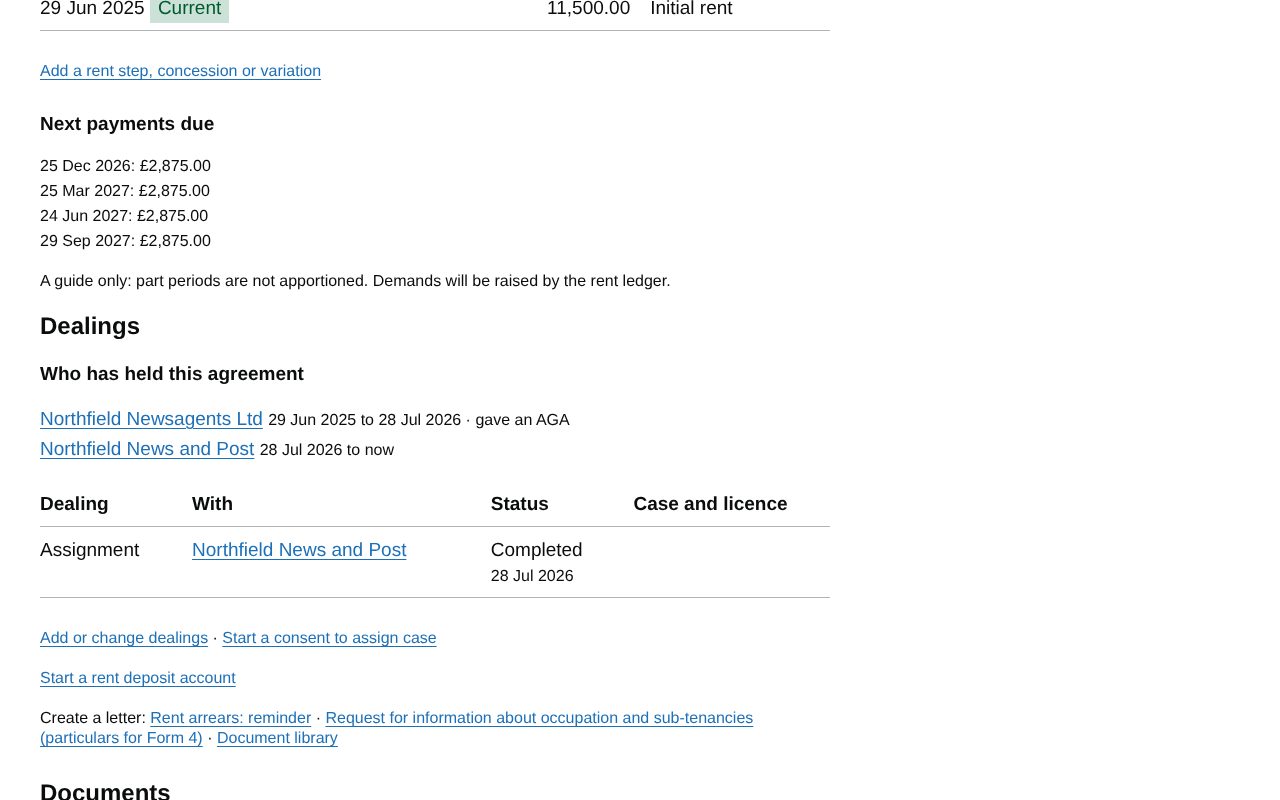 29 Jun 2025 Current 11,500.00 Initial rent
Add a rent step, concession or variation
Next payments due
25 Dec 2026: £2,875.00
25 Mar 2027: £2,875.00
24 Jun 2027: £2,875.00
29 Sep 2027: £2,875.00
A guide only: part periods are not apportioned. Demands will be raised by the rent ledger.
Dealings
Who has held this agreement
Northfield Newsagents Ltd 29 Jun 2025 to 28 Jul 2026 · gave an AGA
Northfield News and Post 28 Jul 2026 to now
Dealing With Status Case and licence
Assignment Northfield News and Post Completed
28 Jul 2026
Add or change dealings · Start a consent to assign case
Start a rent deposit account
Create a letter: Rent arrears: reminder · Request for information about occupation and sub-tenancies
(particulars for Form 4) · Document library
Documents